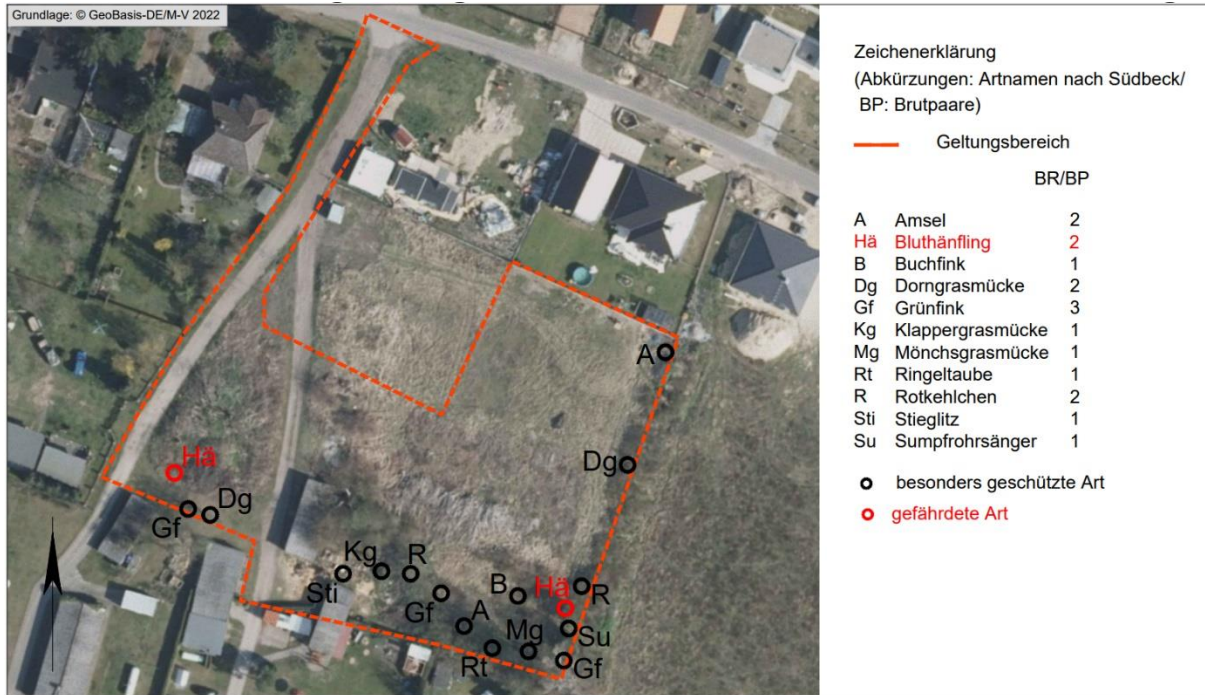 Grundlage: © GeoBasis-DE/M-V 2022
Zeichenerklärung
(Abkürzungen: Artnamen nach Südbeck/
BP: Brutpaare)
Geltungsbereich
BR/BP
A Amsel 2
Hä Bluthänfling 2
B Buchfink 1
Dg Dorngrasmücke 2
Gf Grünfink 3
Kg Klappergrasmücke 1
Mg Mönchsgrasmücke 1
Rt Ringeltaube 1
R Rotkehlchen 2
Sti Stieglitz 1
Su Sumpfrohrsänger 1
besonders geschützte Art
gefährdete Art
A
Dg
Hä
Dg
Gf
Kg
R
Sti
Gf
B
Hä
R
A
Su
Mg
Rt
Gf